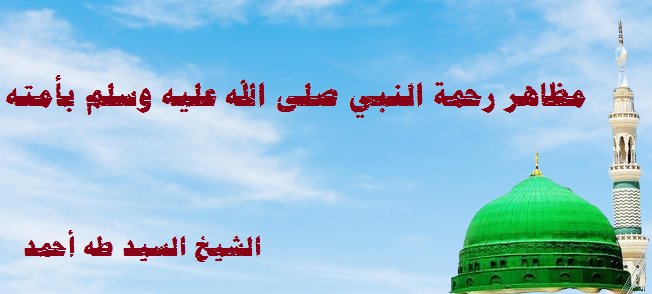 مظاهر رحمة النبي صلى الله عليه وسلم بأمته
الشيخ السيد طه أحمد